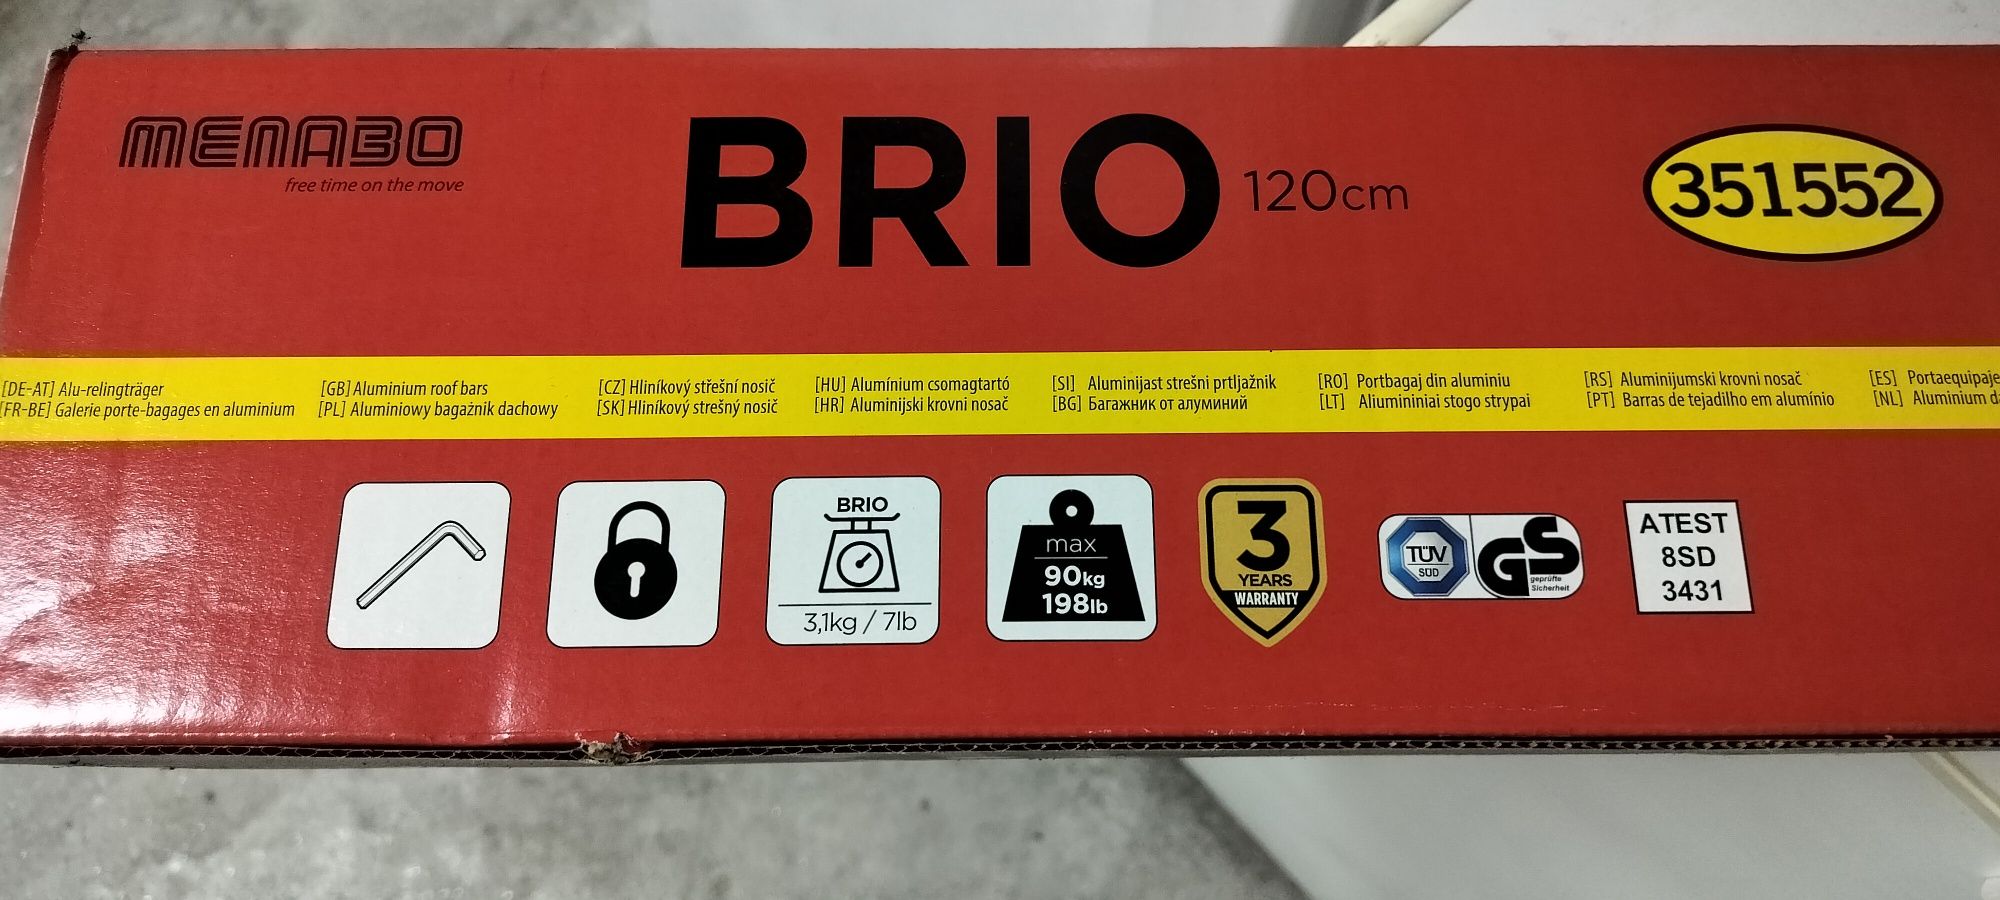 MENABO
free time on the move
BRIO 120cm
351552
[DE-AT] Alu-relingträger
[FR-BE] Galerie porte-bagages en aluminium
[GB] Aluminium roof bars
[PL] Aluminiowy bagażnik dachowy
[CZ] Hliníkový střešní nosič
[SK] Hliníkový strešný nosič
[HU] Alumínium csomagtartó
[HR] Aluminijski krovni nosač
[SI] Aluminijast strešni prtljažnik
[BG] Багажник от алуминий
[RO] Portbagaj din aluminiu
[LT] Aliumininiai stogo strypai
[RS] Aluminijumski krovni nosač
[PT] Barras de tejadilho em alumínio
[ES] Portaequipaje
[NL] Aluminium
BRIO
3,1kg / 7lb
max
90kg
198lb
3
YEARS
WARRANTY
TÜV
SÜD
GS
geprüfte
Sicherheit
ATEST
8SD
3431